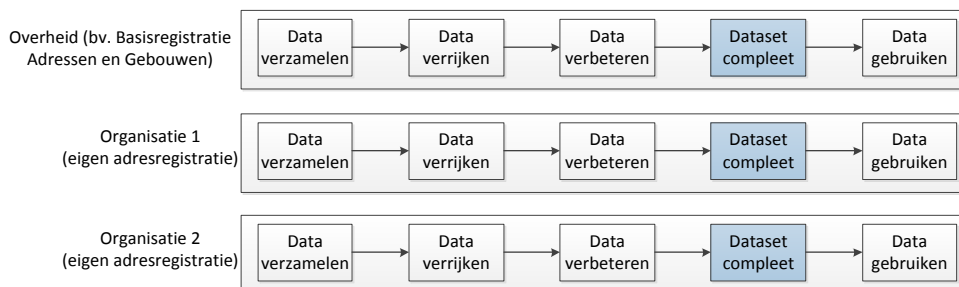 Overheid (bv. Basisregistratie
Adressen en Gebouwen)
Data
verzamelen
Data
verrijken
Data
verbeteren
Dataset
compleet
Data
gebruiken
Organisatie 1
(eigen adresregistratie)
Data
verzamelen
Data
verrijken
Data
verbeteren
Dataset
compleet
Data
gebruiken
Organisatie 2
(eigen adresregistratie)
Data
verzamelen
Data
verrijken
Data
verbeteren
Dataset
compleet
Data
gebruiken